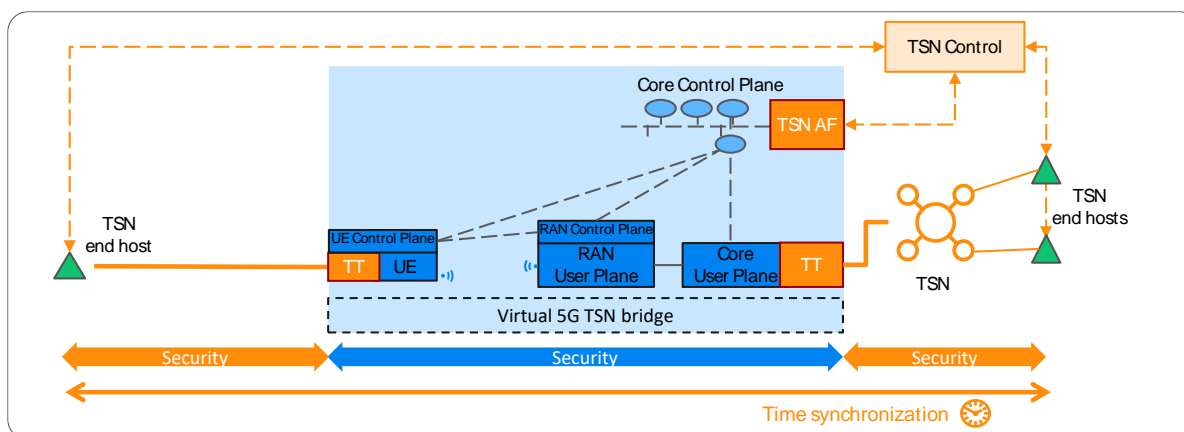 TSN Control
Core Control Plane
TSN AF
TSN
end host
TSN
end hosts
UE Control Plane
TT
UE
RAN Control Plane
RAN
User Plane
Core
User Plane
TT
TSN
Virtual 5G TSN bridge
Security
Security
Security
Time synchronization